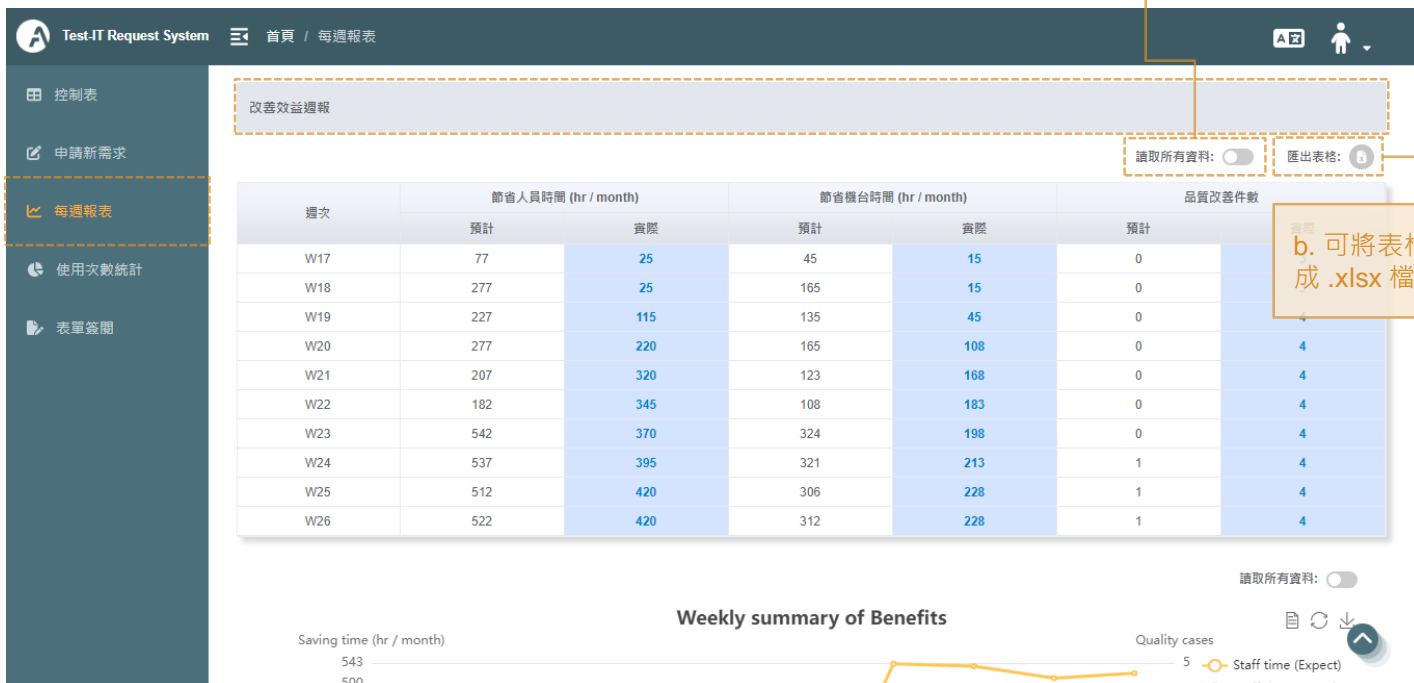 Test-IT Request System 首頁 / 每週報表
控制表
申請新需求
每週報表
使用次數統計
表單簽閱
改善效益週報
讀取所有資料: 匯出表格:
週次 節省人員時間 (hr / month) 節省機台時間 (hr / month) 品質改善件數
預計 實際 預計 實際 預計
W17 77 25 45 15 0
W18 277 25 165 15 0
W19 227 115 135 45 0 4
W20 277 220 165 108 0 4
W21 207 320 123 168 0 4
W22 182 345 108 183 0 4
W23 542 370 324 198 0 4
W24 537 395 321 213 1 4
W25 512 420 306 228 1 4
W26 522 420 312 228 1 4
b. 可將表
成 .xlsx 檔
讀取所有資料:
Weekly summary of Benefits
Saving time (hr / month) Quality cases
543 5 Staff time (Expect)
500